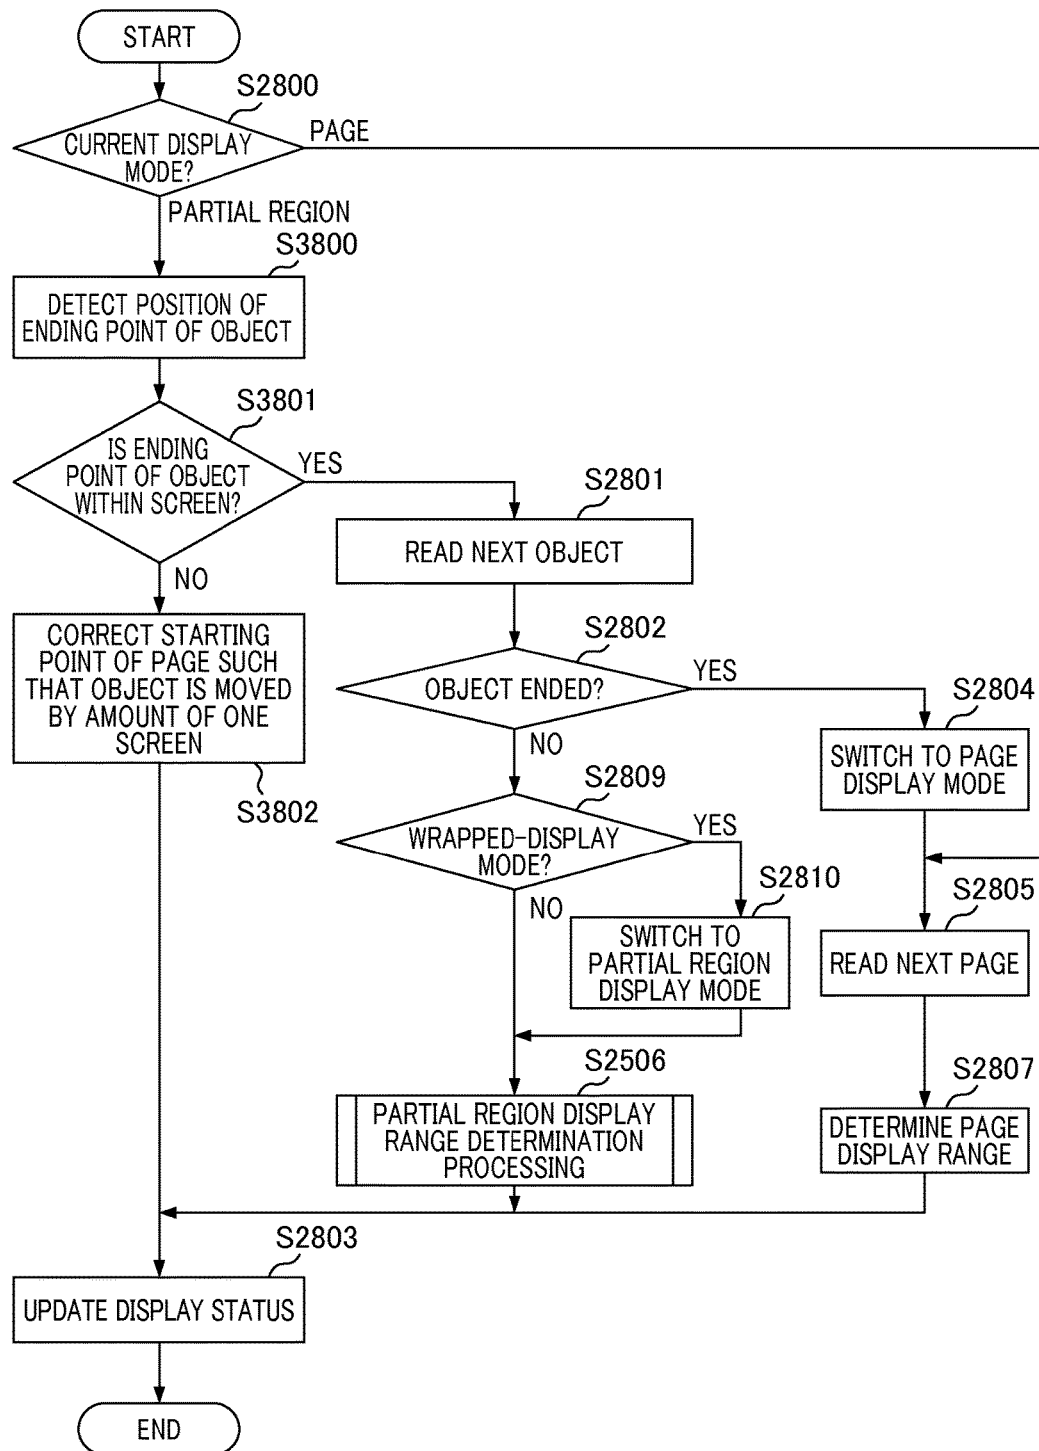 START
S2800
CURRENT DISPLAY
MODE?
PAGE
PARTIAL REGION
S3800
DETECT POSITION OF
ENDING POINT OF OBJECT
S3801
IS ENDING
POINT OF OBJECT
WITHIN SCREEN?
YES
NO
S2801
READ NEXT OBJECT
CORRECT STARTING
POINT OF PAGE SUCH
THAT OBJECT IS MOVED
BY AMOUNT OF ONE
SCREEN
S3802
S2802
OBJECT ENDED?
YES
NO
S2804
SWITCH TO PAGE
DISPLAY MODE
S2809
WRAPPED-DISPLAY
MODE?
YES
NO
S2810
SWITCH TO
PARTIAL REGION
DISPLAY MODE
S2805
READ NEXT PAGE
S2506
PARTIAL REGION DISPLAY
RANGE DETERMINATION
PROCESSING
S2807
DETERMINE PAGE
DISPLAY RANGE
S2803
UPDATE DISPLAY STATUS
END